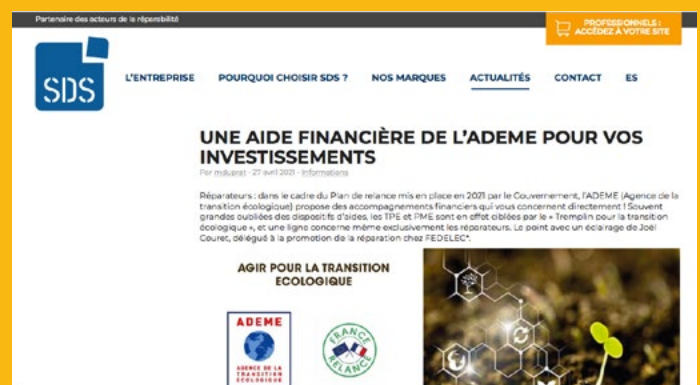 Partenaire des acteurs de la réparabilité
PROFESSIONNELS :
ACCÉDEZ À VOTRE SITE
SDS
L'ENTREPRISE POURQUOI CHOISIR SDS ? NOS MARQUES ACTUALITÉS CONTACT ES
UNE AIDE FINANCIÈRE DE L'ADEME POUR VOS
INVESTISSEMENTS
Par mduprat - 27 avril 2021 - Informations
Réparateurs : dans le cadre du Plan de relance mis en place en 2021 par le Gouvernement, l'ADEME (Agence de la
transition écologique) propose des accompagnements financiers qui vous concernent directement ! Souvent
grandes oubliées des dispositifs d'aides, les TPE et PME sont en effet ciblées par le « Tremplin pour la transition
écologique », et une ligne concerne même exclusivement les réparateurs. Le point avec un éclairage de Joël
Couret, délégué à la promotion de la réparation chez FEDELEC*.
AGIR POUR LA TRANSITION
ECOLOGIQUE
ADEME
AGENCE DE LA
TRANSITION
ÉCOLOGIQUE
FRANCE
RELANCE